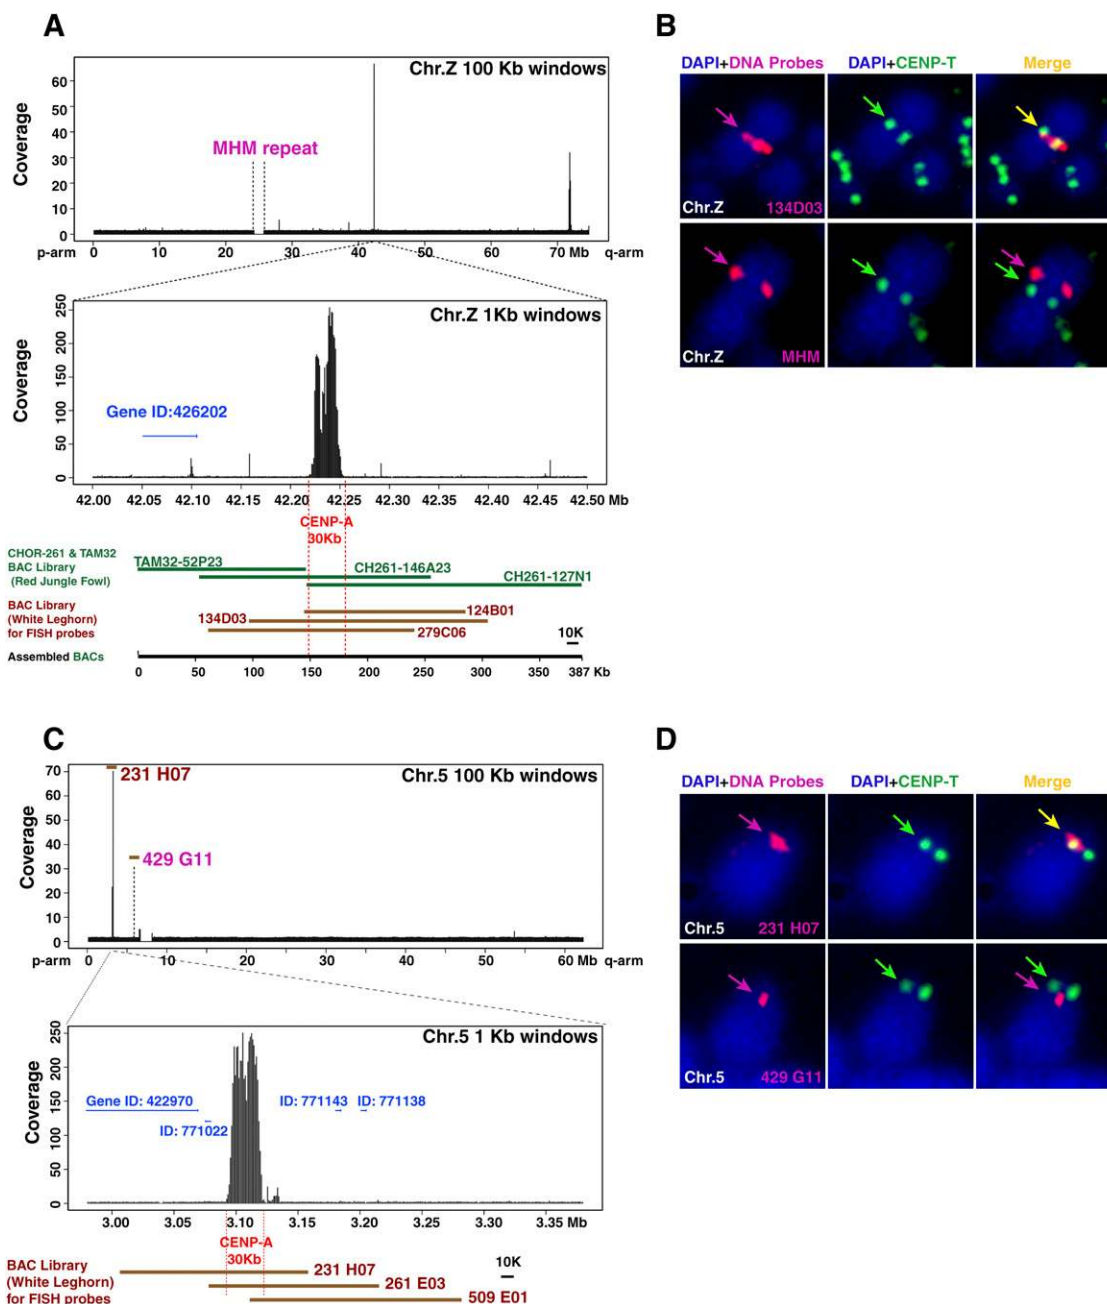 A
Chr.Z 100 Kb windows
Coverage
60
50
40
30
20
10
0
MHM repeat
p-arm 0 10 20 30 40 50 60 70 Mb q-arm
Chr.Z 1Kb windows
Coverage
250
200
150
100
50
0
Gene ID:426202
42.00 42.05 42.10 42.15 42.20 42.25 42.30 42.35 42.40 42.45 42.50 Mb
CENP-A
30Kb
CHOR-261 & TAM32
BAC Library
(Red Jungle Fowl)
TAM32-52P23
CH261-146A23
CH261-127N1
BAC Library
(White Leghorn)
for FISH probes
124B01
134D03
279C06
10K
Assembled BACs
0 50 100 150 200 250 300 350 387 Kb
B
DAPI+DNA Probes DAPI+CENP-T Merge
Chr.Z 134D03
Chr.Z MHM
C
Chr.5 100 Kb windows
Coverage
70
60
50
40
30
20
10
0
231 H07
429 G11
p-arm 0 10 20 30 40 50 60 Mb q-arm
Chr.5 1 Kb windows
Coverage
250
200
150
100
50
0
Gene ID: 422970
ID: 771022
ID: 771143 ID: 771138
3.00 3.05 3.10 3.15 3.20 3.25 3.30 3.35 Mb
CENP-A
30Kb
BAC Library
(White Leghorn)
for FISH probes
231 H07
261 E03
509 E01
10K
D
DAPI+DNA Probes DAPI+CENP-T Merge
Chr.5 231 H07
Chr.5 429 G11